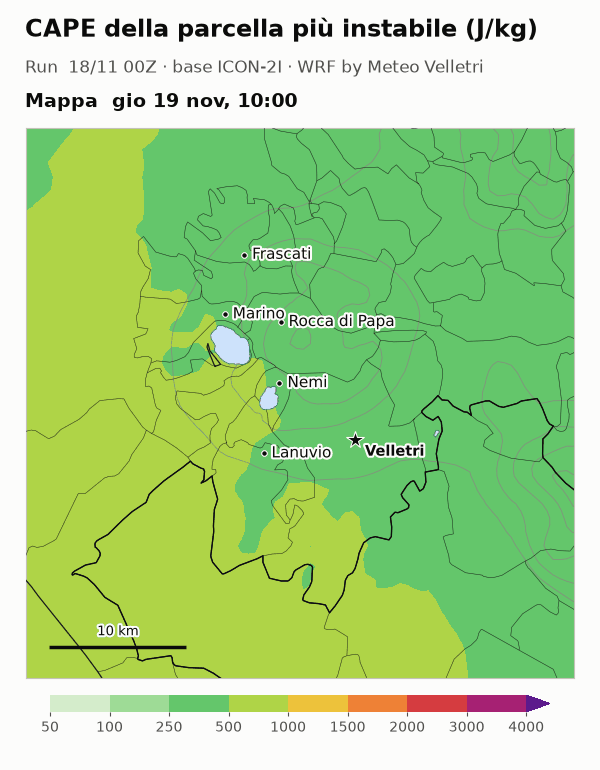 CAPE della parcella più instabile (J/kg)
Run  18/11 00Z · base ICON-2I · WRF by Meteo Velletri
Mappa  gio 19 nov, 10:00
Frascati
Marino
Rocca di Papa
Nemi
Velletri
Lanuvio
10 km
50 100 250 500 1000 1500 2000 3000 4000